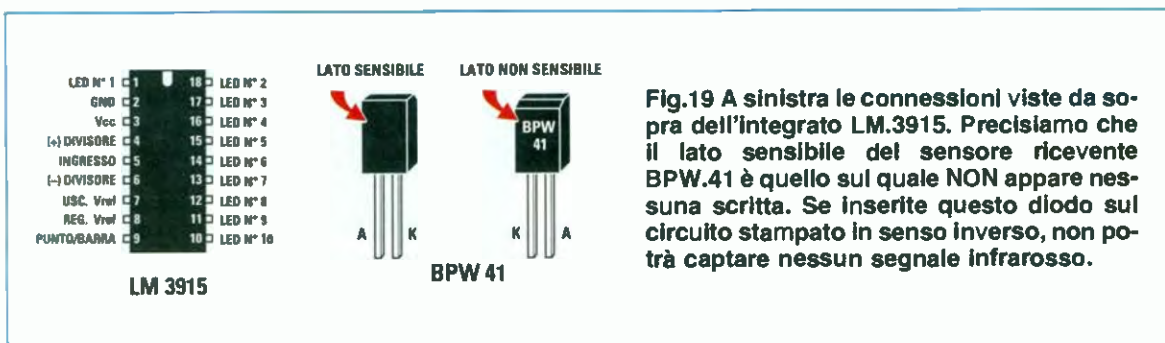 LED N° 1 1 18 LED N° 2
GND 2 17 LED N° 3
Vcc 3 16 LED N° 4
(+) DIVISORE 4 15 LED N° 5
INGRESSO 5 14 LED N° 6
(–) DIVISORE 6 13 LED N° 7
USC. Vref 7 12 LED N° 8
REG. Vref 8 11 LED N° 9
PUNTO/BARRA 9 10 LED N° 10
LM 3915
LATO SENSIBILE
A K
LATO NON SENSIBILE
BPW
41
K A
BPW 41
Fig.19 A sinistra le connessioni viste da so-
pra dell'integrato LM.3915. Precisiamo che
il lato sensibile del sensore ricevente
BPW.41 è quello sul quale NON appare nes-
suna scritta. Se inserite questo diodo sul
circuito stampato in senso inverso, non po-
trà captare nessun segnale infrarosso.